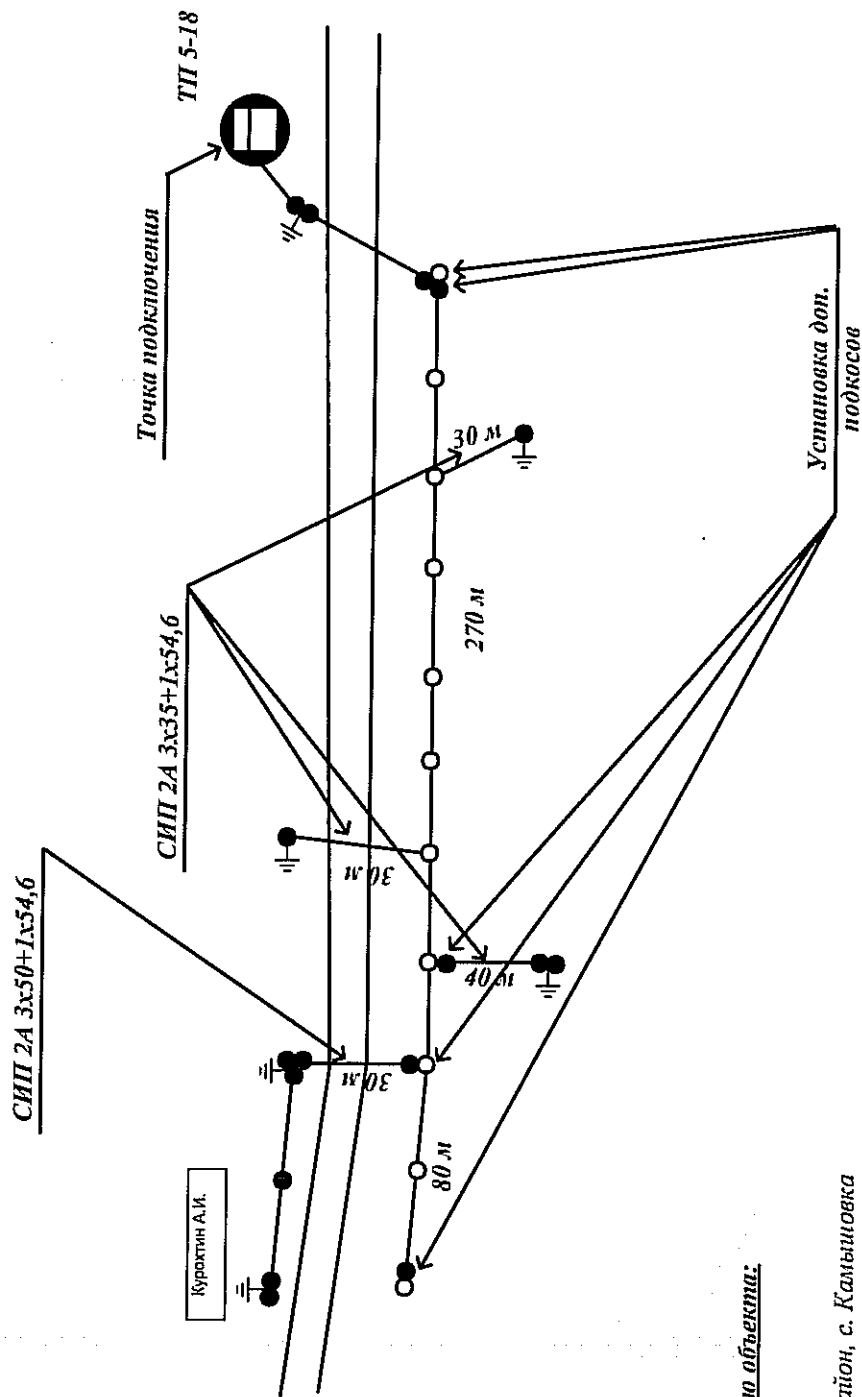 ТП 5-18
Точка подключения
СИП 2А 3х35+1х54,6
СИП 2А 3х50+1х54,6
Курохтин А.И.
30 м
30 м
30 м
40 м
270 м
80 м
Установка доп.
подкосов
ю объекта:
айон, с. Камышовка